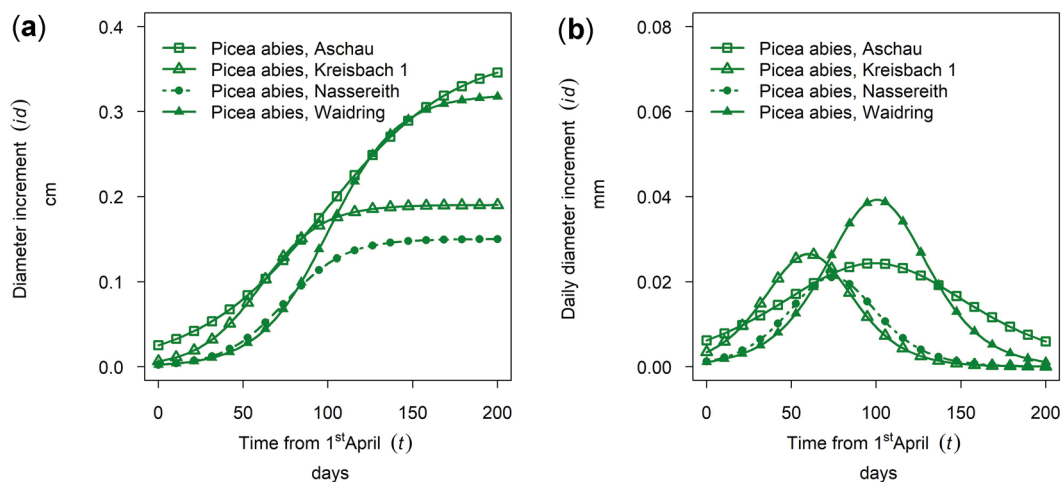 (a)
Diameter increment (id)
cm
0.4
0.3
0.2
0.1
0.0
Picea abies, Aschau
Picea abies, Kreisbach 1
Picea abies, Nassereith
Picea abies, Waidring
0 50 100 150 200
Time from 1stApril (t)
days
(b)
Daily diameter increment (id)
mm
0.08
0.06
0.04
0.02
0.00
Picea abies, Aschau
Picea abies, Kreisbach 1
Picea abies, Nassereith
Picea abies, Waidring
0 50 100 150 200
Time from 1stApril (t)
days